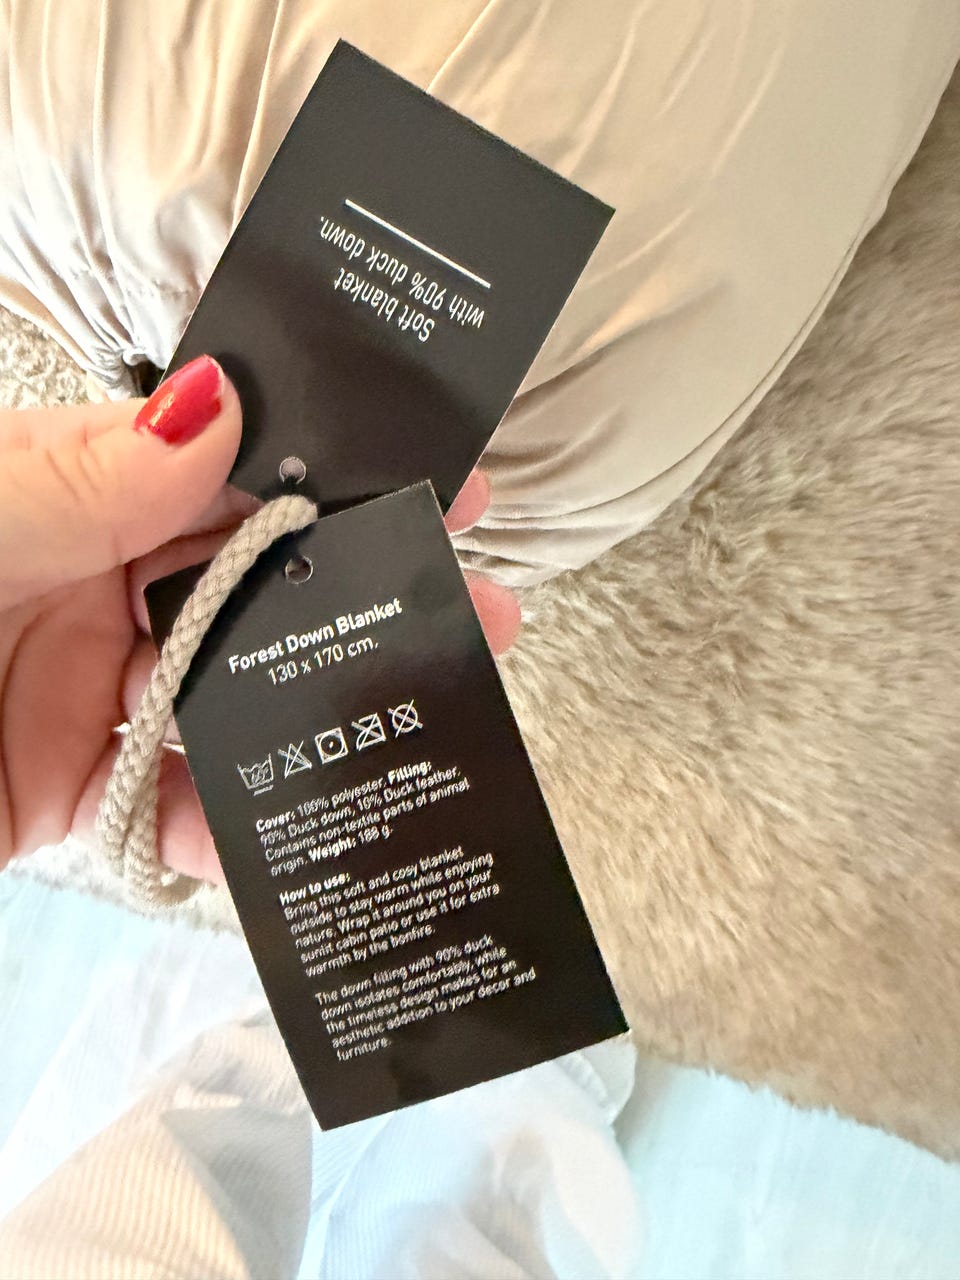 Soft blanket
with 90% duck down.
Forest Down Blanket
130 x 170 cm.
Cover: 100% polyester. Filling:
90% Duck down, 10% Duck feather.
Contains non-textile parts of animal
origin. Weight: 188 g.
How to use:
Bring this soft and cosy blanket
outside to stay warm while enjoying
nature. Wrap it around you on your
sunlit cabin patio or use it for extra
warmth by the bonfire.
The down filling with 90% duck
down isolates comfortably, while
the timeless design makes for an
aesthetic addition to your decor and
furniture.